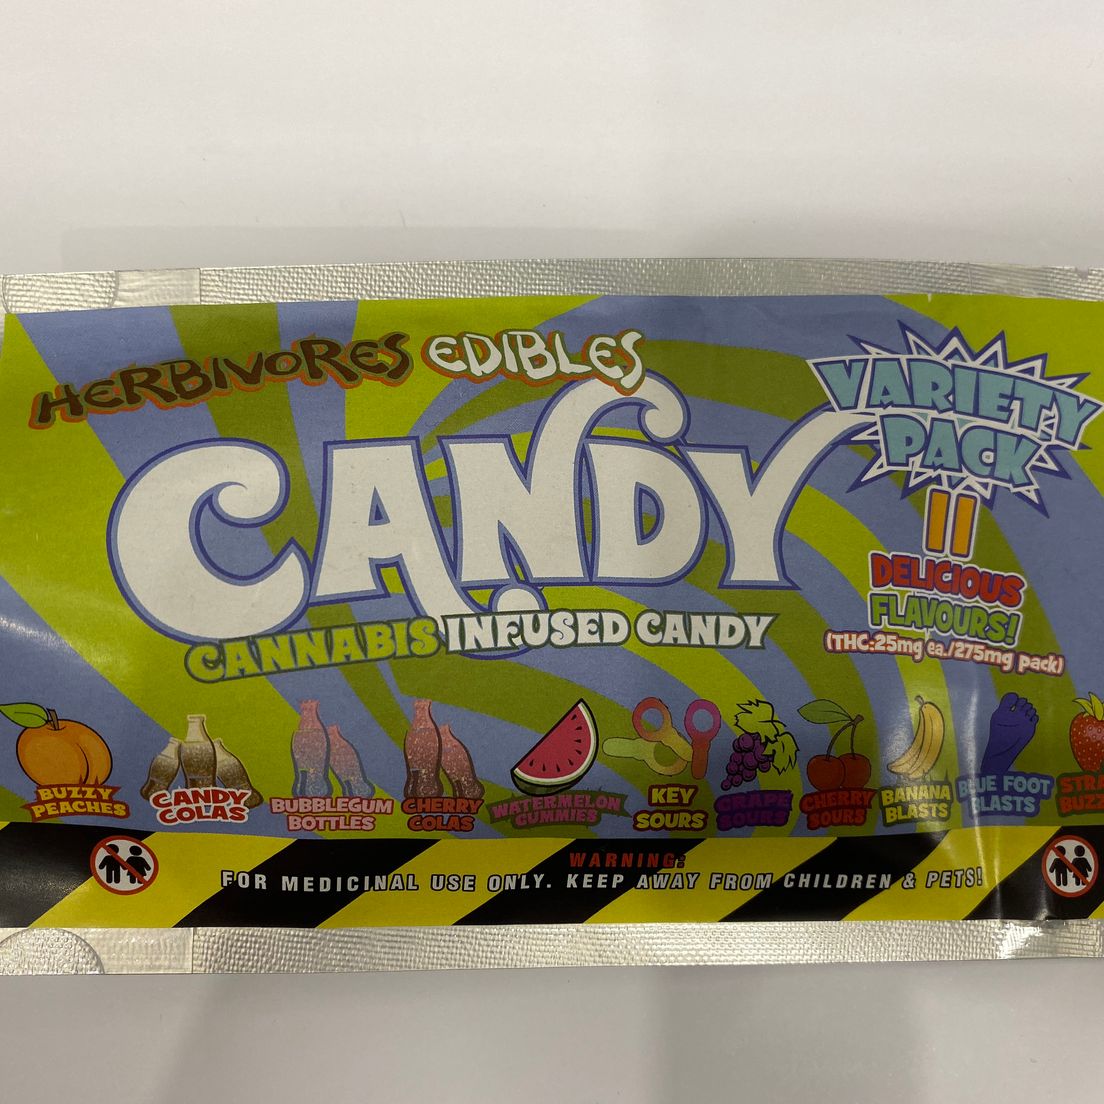 HERBIVORES EDIBLES
CANDY
CANNABIS INFUSED CANDY
VARIETY
PACK
11
DELICIOUS
FLAVOURS!
(THC:25mg ea./275mg pack)
BUZZY
PEACHES
CANDY
COLAS
BUBBLEGUM
BOTTLES
CHERRY
COLAS
WATERMELON
GUMMIES
KEY
SOURS
GRAPE
SOURS
CHERRY
SOURS
BANANA
BLASTS
BLUE FOOT
BLASTS
STRA
BUZZ
WARNING:
FOR MEDICINAL USE ONLY. KEEP AWAY FROM CHILDREN & PETS!